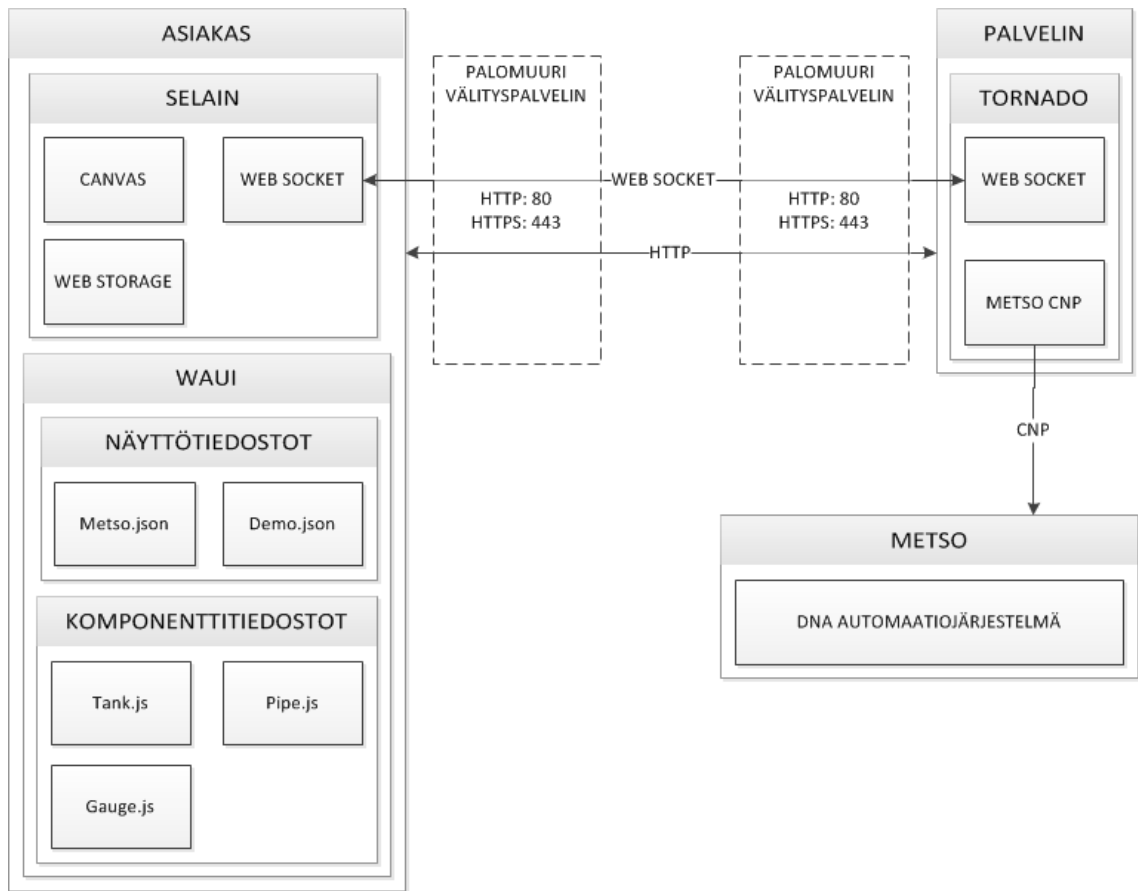 ASIAKAS
SELAIN
CANVAS
WEB SOCKET
WEB STORAGE
WAUI
NÄYTTÖTIEDOSTOT
Metso.json
Demo.json
KOMPONENTTITIEDOSTOT
Tank.js
Pipe.js
Gauge.js
PALOMUURI
VÄLITYSPALVELIN
HTTP: 80
HTTPS: 443
WEB SOCKET
HTTP
PALOMUURI
VÄLITYSPALVELIN
HTTP: 80
HTTPS: 443
PALVELIN
TORNADO
WEB SOCKET
METSO CNP
CNP
METSO
DNA AUTOMAATIOJÄRJESTELMÄ